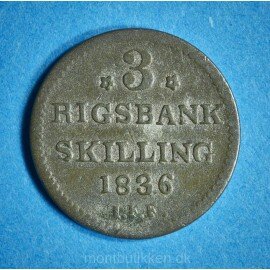 3
RIGSBANK
SKILLING
1836
I.F.F.
montbutikken.dk